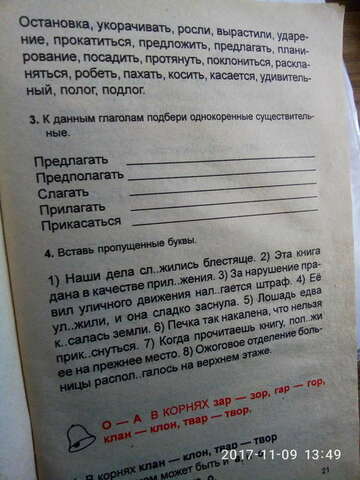 Остановка, укорачивать, росли, вырастили, ударе-
ние, прокатиться, предложить, предлагать, плани-
рование, посадить, протянуть, поклониться, раскла-
няться, робеть, пахать, косить, касается, удивитель-
ный, полог, подлог.
3. К данным глаголам подбери однокоренные существитель-
ные.
Предлагать
Предполагать
Слагать
Прилагать
Прикасаться
4. Вставь пропущенные буквы.
1) Наши дела сл..жились блестяще. 2) Эта книга
дана в качестве прил..жения. 3) За нарушение пра-
вил уличного движения нал..гается штраф. 4) Её
ул..жили, и она сладко заснула. 5) Лошадь едва
к..салась земли. 6) Печка так накалена, что нельзя
прик..снуться. 7) Когда прочитаешь книгу, пол..жи
ее на прежнее место. 8) Ожоговое отделение боль-
ницы распол..галось на верхнем этаже.
О — А В КОРНЯХ зар — зор, гар — гор,
клан — клон, твар — твор.
21
В корнях клан — клон, твар — твор
может быть и
2017-11-09 13:49